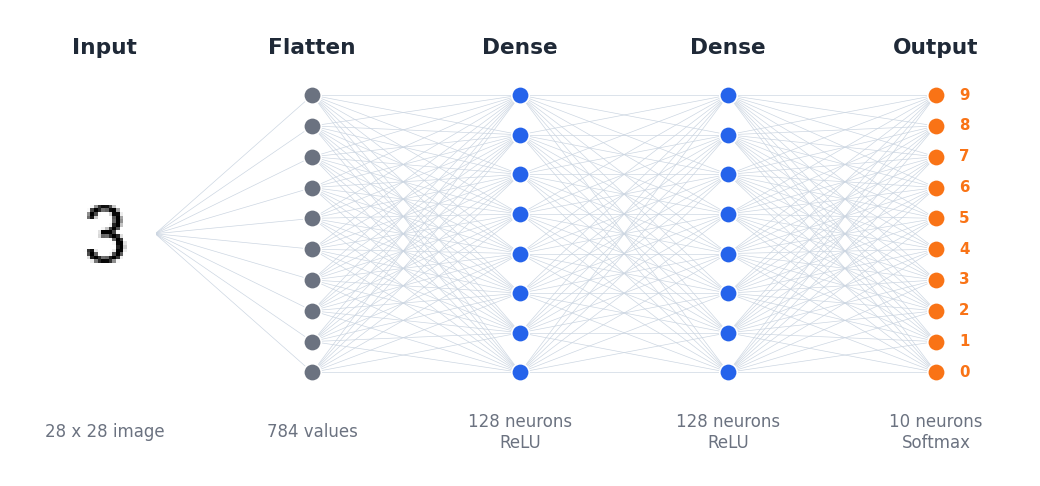 Input
Flatten
Dense
Dense
Output
3
9
8
7
6
5
4
3
2
1
0
28 x 28 image
784 values
128 neurons
ReLU
128 neurons
ReLU
10 neurons
Softmax